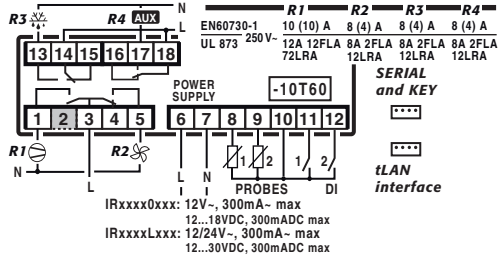 N
R3 R4 AUX L
13 14 15 16 17 18
R1 R2 R3 R4
EN60730-1 250 V~ 10 (10) A 8 (4) A 8 (4) A 8 (4) A
UL 873 12A 12FLA 8A 2FLA 8A 2FLA 8A 2FLA
72LRA 12LRA 12LRA 12LRA
SERIAL
and KEY
POWER
SUPPLY
-10T60
1 2 3 4 5 6 7 8 9 10 11 12
R1 R2 1 2 1 2
N L L N PROBES DI
tLAN
interface
IRxxxx0xxx: 12V~, 300mA~ max
12...18VDC, 300mADC max
IRxxxxLxxx: 12/24V~, 300mA~ max
12...30VDC, 300mADC max